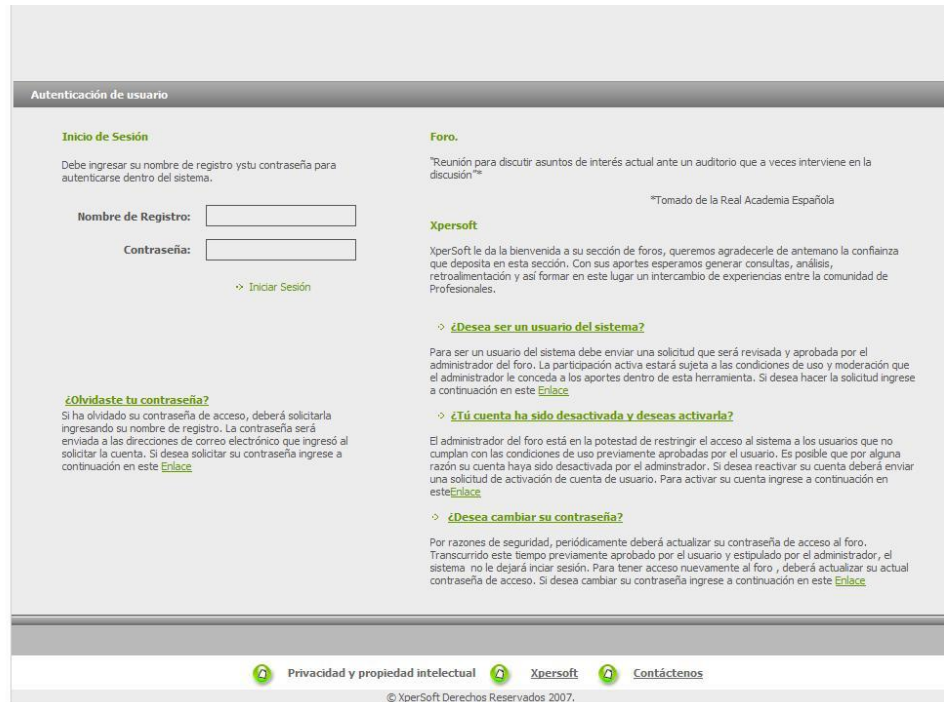 Autenticación de usuario
Inicio de Sesión
Debe ingresar su nombre de registro ystu contraseña para
autenticarse dentro del sistema.
Nombre de Registro:
Contraseña:
Iniciar Sesión
¿Olvidaste tu contraseña?
Si ha olvidado su contraseña de acceso, deberá solicitarla
ingresando su nombre de registro. La contraseña será
enviada a las direcciones de correo electrónico que ingresó al
solicitar la cuenta. Si desea solicitar su contraseña ingrese a
continuación en este Enlace
Foro.
"Reunión para discutir asuntos de interés actual ante un auditorio que a veces interviene en la
discusión"*
*Tomado de la Real Academia Española
Xpersoft
XperSoft le da la bienvenida a su sección de foros, queremos agradecerle de antemano la confiainza
que deposita en esta sección. Con sus aportes esperamos generar consultas, análisis,
retroalimentación y así formar en este lugar un intercambio de experiencias entre la comunidad de
Profesionales.
¿Desea ser un usuario del sistema?
Para ser un usuario del sistema debe enviar una solicitud que será revisada y aprobada por el
administrador del foro. La participación activa estará sujeta a las condiciones de uso y moderación que
el administrador le conceda a los aportes dentro de esta herramienta. Si desea hacer la solicitud ingrese
a continuación en este Enlace
¿Tú cuenta ha sido desactivada y deseas activarla?
El administrador del foro está en la potestad de restringir el acceso al sistema a los usuarios que no
cumplan con las condiciones de uso previamente aprobadas por el usuario. Es posible que por alguna
razón su cuenta haya sido desactivada por el adminstrador. Si desea reactivar su cuenta deberá enviar
una solicitud de activación de cuenta de usuario. Para activar su cuenta ingrese a continuación en
esteEnlace
¿Desea cambiar su contraseña?
Por razones de seguridad, periódicamente deberá actualizar su contraseña de acceso al foro.
Transcurrido este tiempo previamente aprobado por el usuario y estipulado por el administrador, el
sistema no le dejará inciar sesión. Para tener acceso nuevamente al foro , deberá actualizar su actual
contraseña de acceso. Si desea cambiar su contraseña ingrese a continuación en este Enlace
Privacidad y propiedad intelectual Xpersoft Contáctenos
© XperSoft Derechos Reservados 2007.